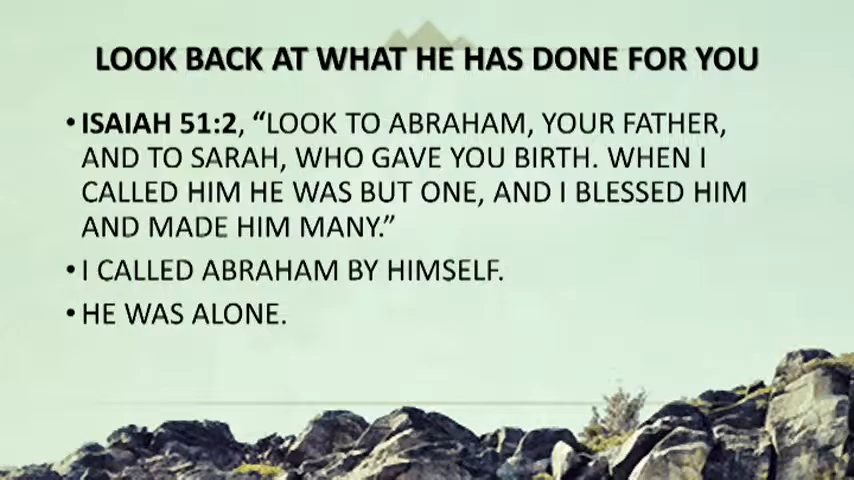 LOOK BACK AT WHAT HE HAS DONE FOR YOU
• ISAIAH 51:2, “LOOK TO ABRAHAM, YOUR FATHER,
AND TO SARAH, WHO GAVE YOU BIRTH. WHEN I
CALLED HIM HE WAS BUT ONE, AND I BLESSED HIM
AND MADE HIM MANY.”
• I CALLED ABRAHAM BY HIMSELF.
• HE WAS ALONE.